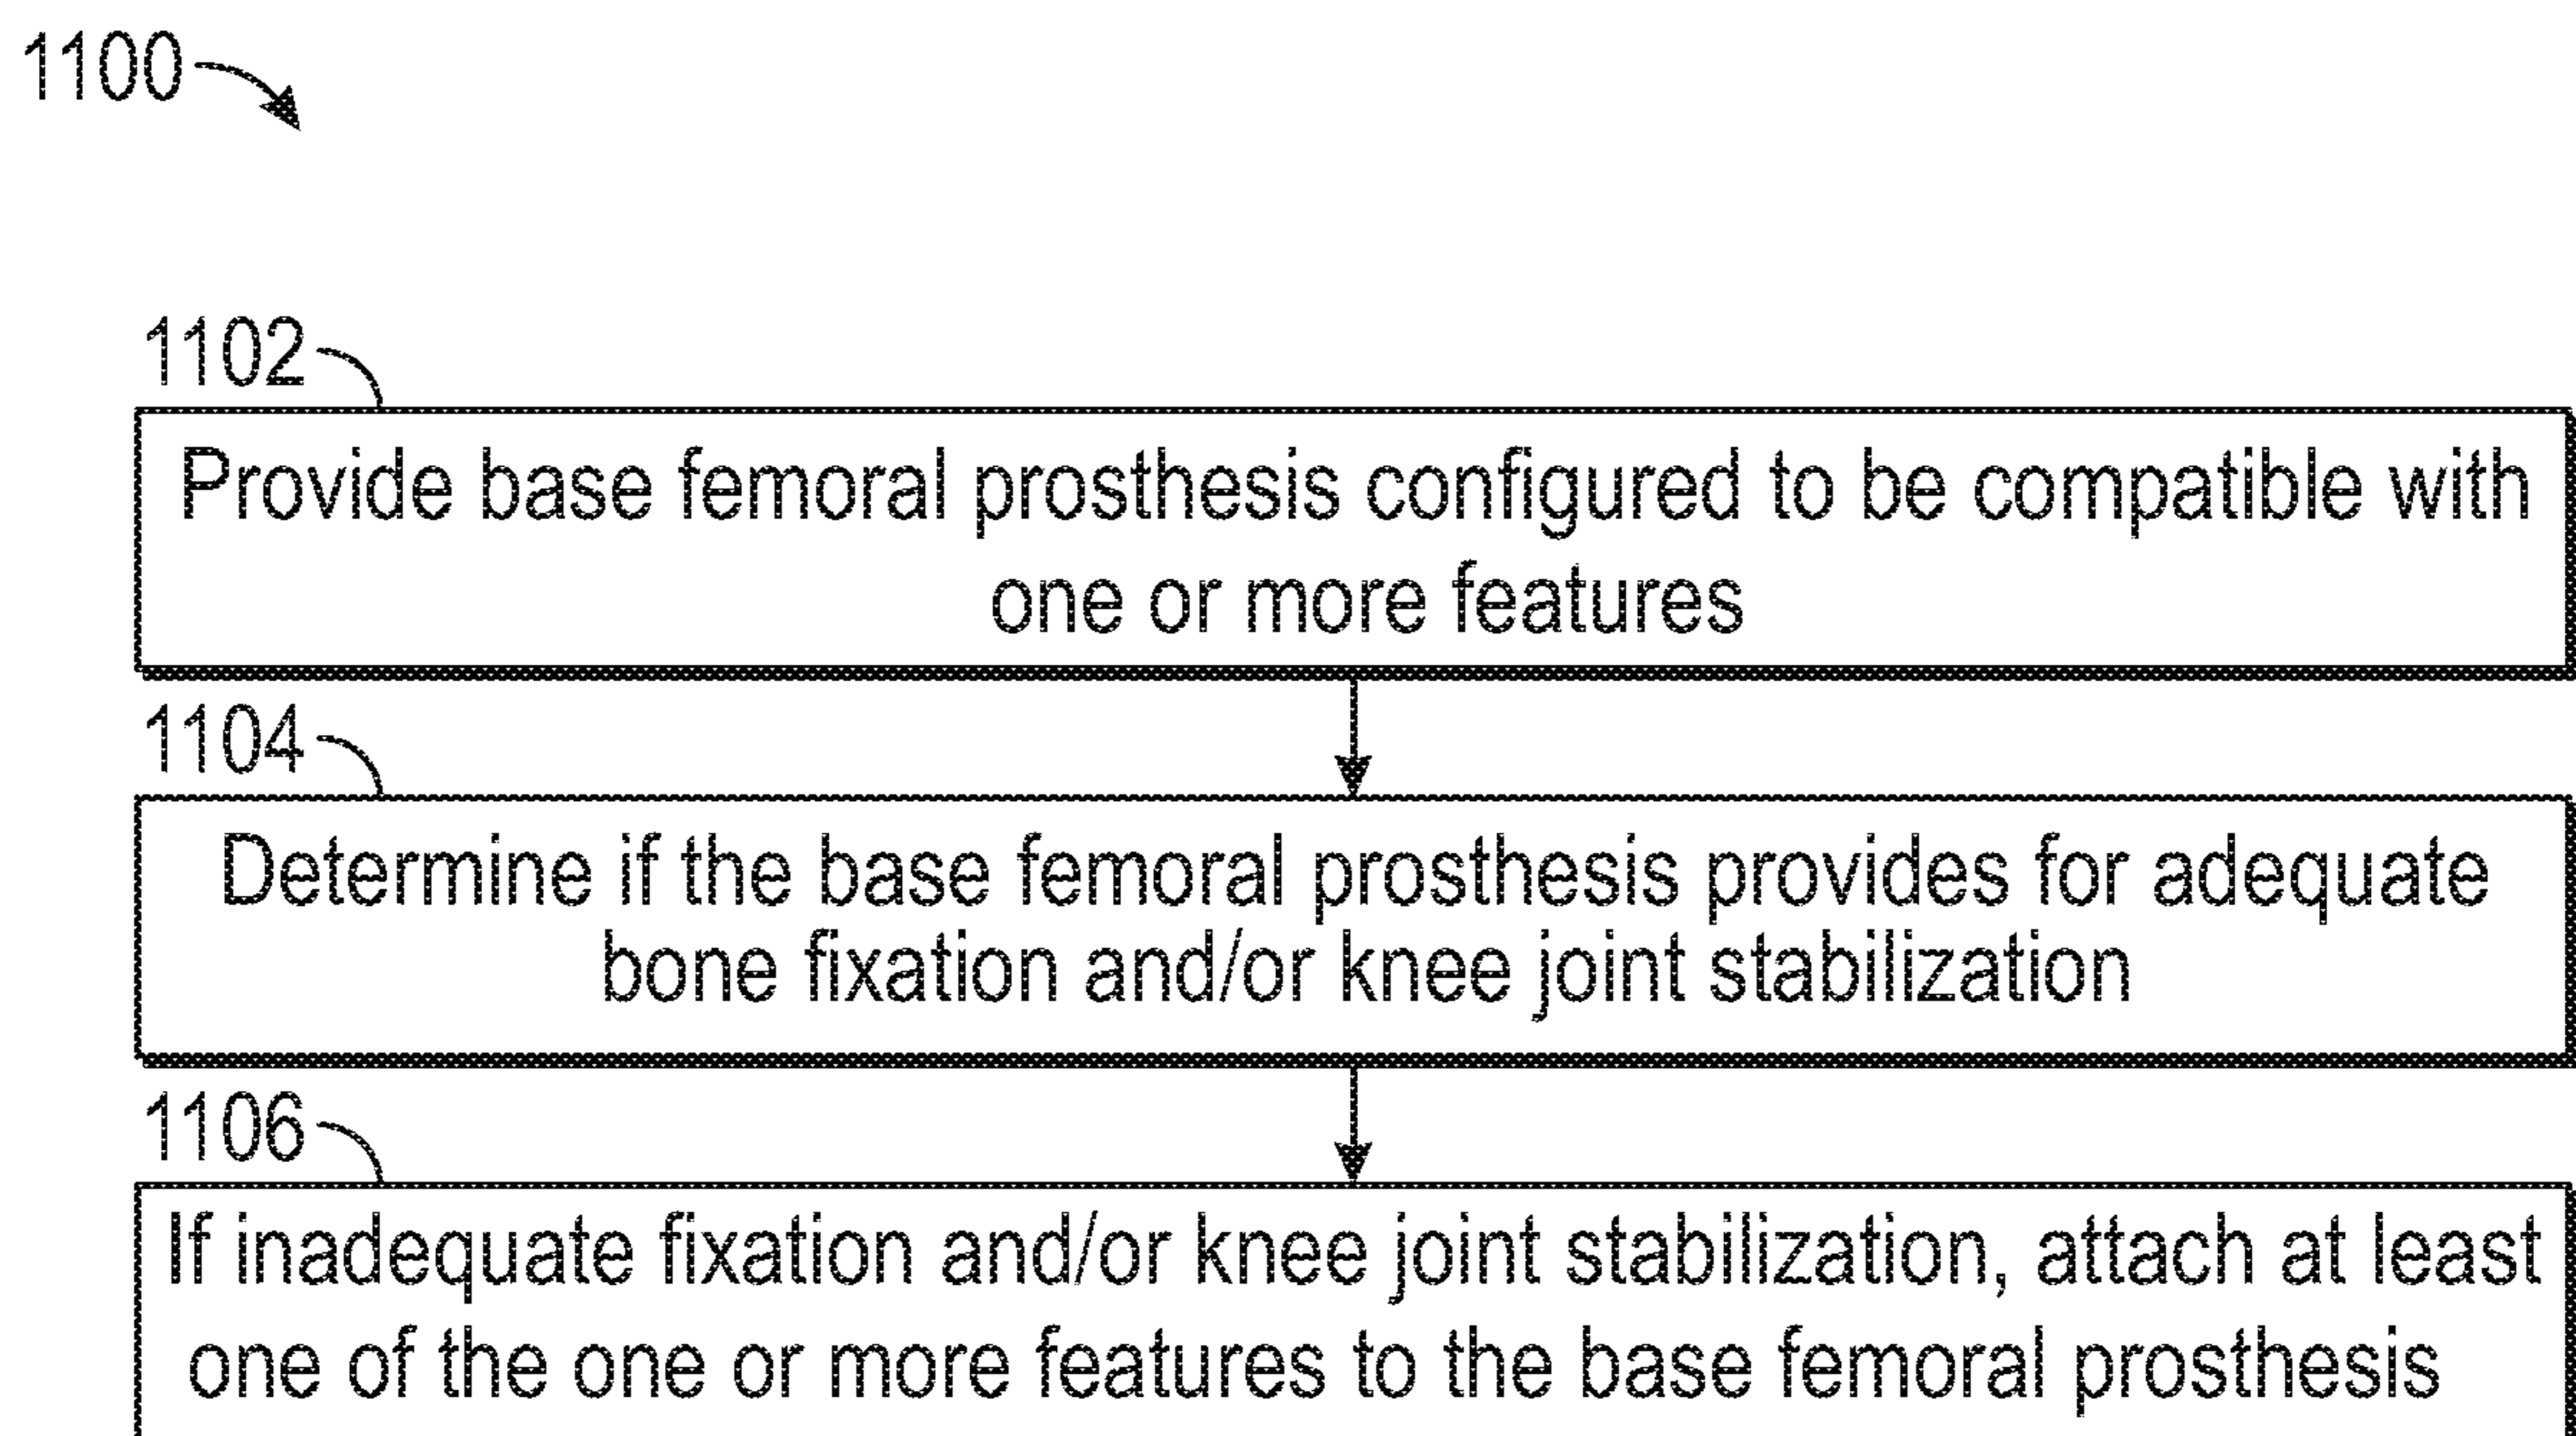 1100
1102
Provide base femoral prosthesis configured to be compatible with
one or more features
1104
Determine if the base femoral prosthesis provides for adequate
bone fixation and/or knee joint stabilization
1106
If inadequate fixation and/or knee joint stabilization, attach at least
one of the one or more features to the base femoral prosthesis